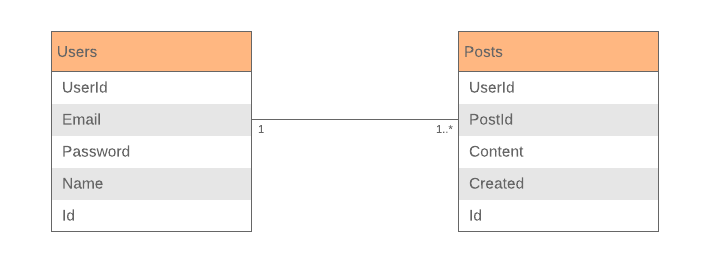 Users
UserId
Email
Password
Name
Id
1
1..*
Posts
UserId
PostId
Content
Created
Id